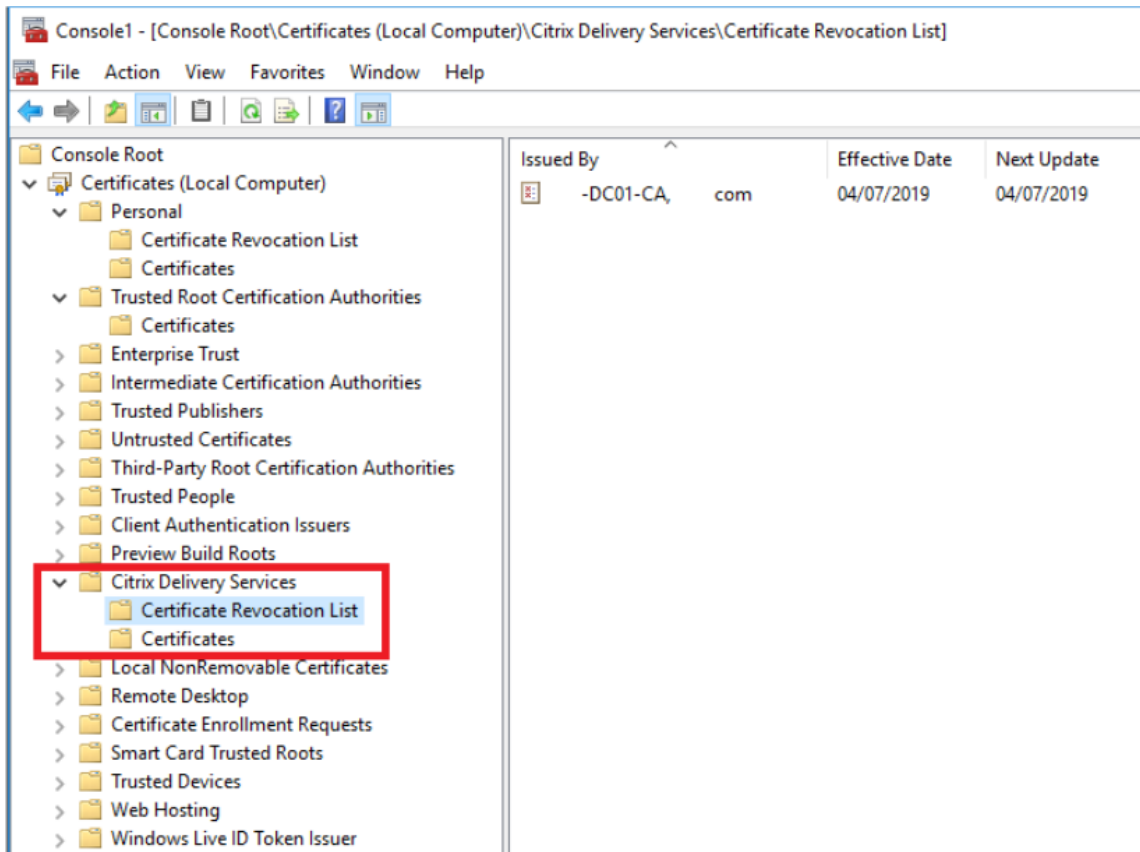 Console1 - [Console Root\Certificates (Local Computer)\Citrix Delivery Services\Certificate Revocation List]
File Action View Favorites Window Help
Console Root
Certificates (Local Computer)
Personal
Certificate Revocation List
Certificates
Trusted Root Certification Authorities
Certificates
Enterprise Trust
Intermediate Certification Authorities
Trusted Publishers
Untrusted Certificates
Third-Party Root Certification Authorities
Trusted People
Client Authentication Issuers
Preview Build Roots
Citrix Delivery Services
Certificate Revocation List
Certificates
Local NonRemovable Certificates
Remote Desktop
Certificate Enrollment Requests
Smart Card Trusted Roots
Trusted Devices
Web Hosting
Windows Live ID Token Issuer
Issued By Effective Date Next Update
-DC01-CA, com 04/07/2019 04/07/2019